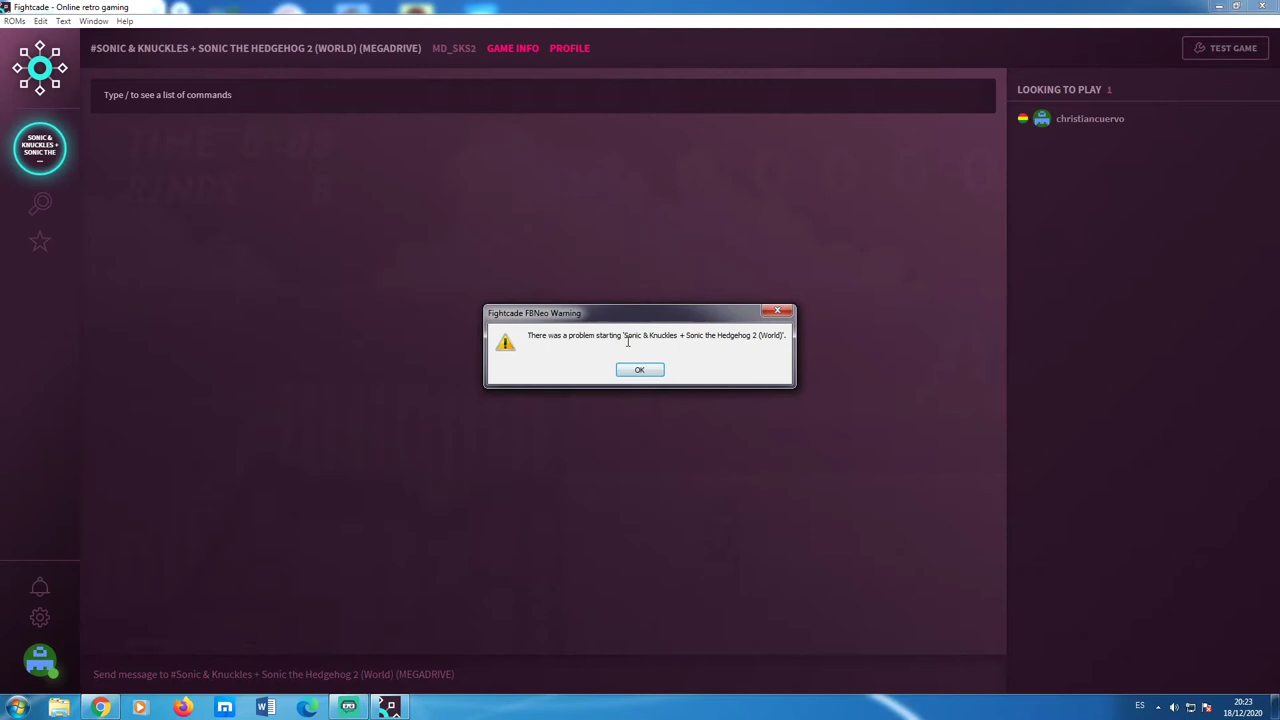 Fightcade - Online retro gaming
ROMs Edit Text Window Help
#SONIC & KNUCKLES + SONIC THE HEDGEHOG 2 (WORLD) (MEGADRIVE) MD_SKS2 GAME INFO PROFILE
TEST GAME
Type / to see a list of commands
LOOKING TO PLAY 1
christiancuervo
SONIC &
KNUCKLES +
SONIC THE
...
Fightcade FBNeo Warning
There was a problem starting 'Sonic & Knuckles + Sonic the Hedgehog 2 (World)'.
OK
Send message to #Sonic & Knuckles + Sonic the Hedgehog 2 (World) (MEGADRIVE)
ES
20:23
18/12/2020